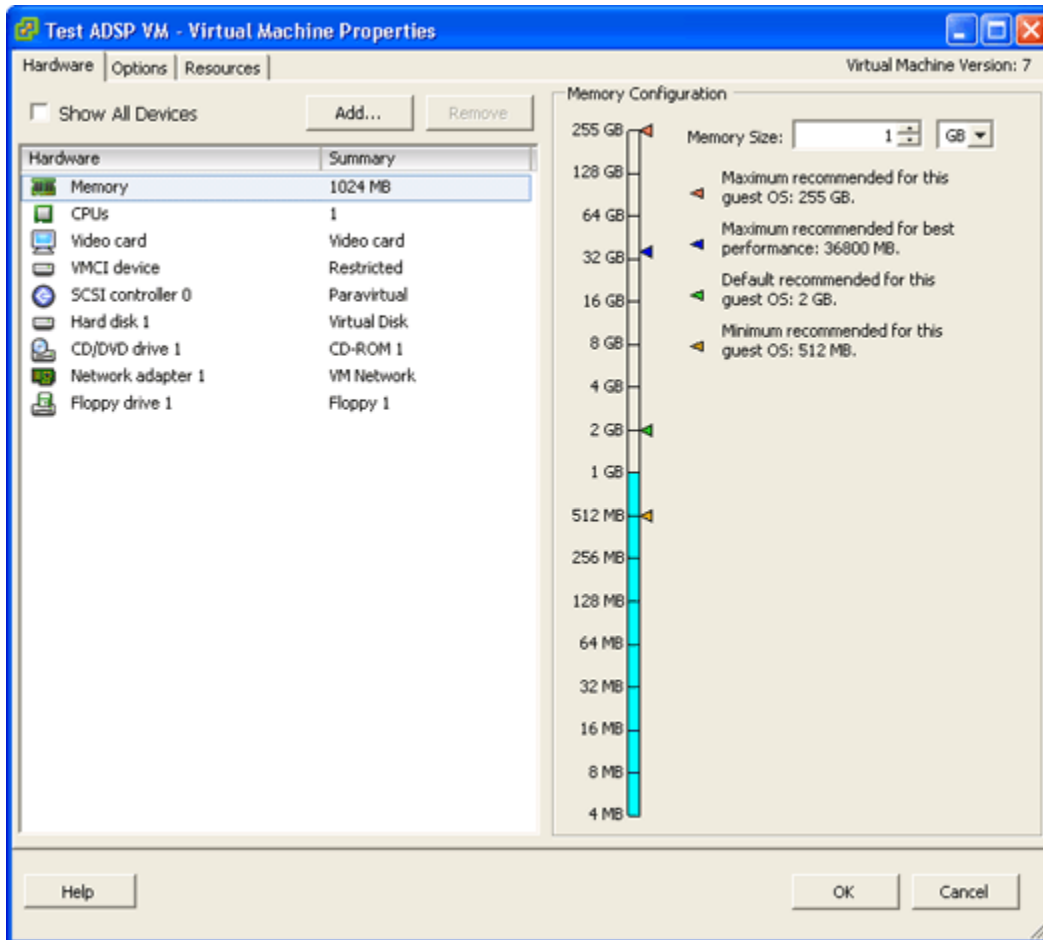 Test ADSP VM - Virtual Machine Properties
Hardware Options Resources Virtual Machine Version: 7
Show All Devices Add... Remove
Hardware Summary
Memory 1024 MB
CPUs 1
Video card Video card
VMCI device Restricted
SCSI controller 0 Paravirtual
Hard disk 1 Virtual Disk
CD/DVD drive 1 CD-ROM 1
Network adapter 1 VM Network
Floppy drive 1 Floppy 1
Memory Configuration
255 GB
128 GB
64 GB
32 GB
16 GB
8 GB
4 GB
2 GB
1 GB
512 MB
256 MB
128 MB
64 MB
32 MB
16 MB
8 MB
4 MB
Memory Size: 1 GB
Maximum recommended for this
guest OS: 255 GB.
Maximum recommended for best
performance: 36800 MB.
Default recommended for this
guest OS: 2 GB.
Minimum recommended for this
guest OS: 512 MB.
Help OK Cancel